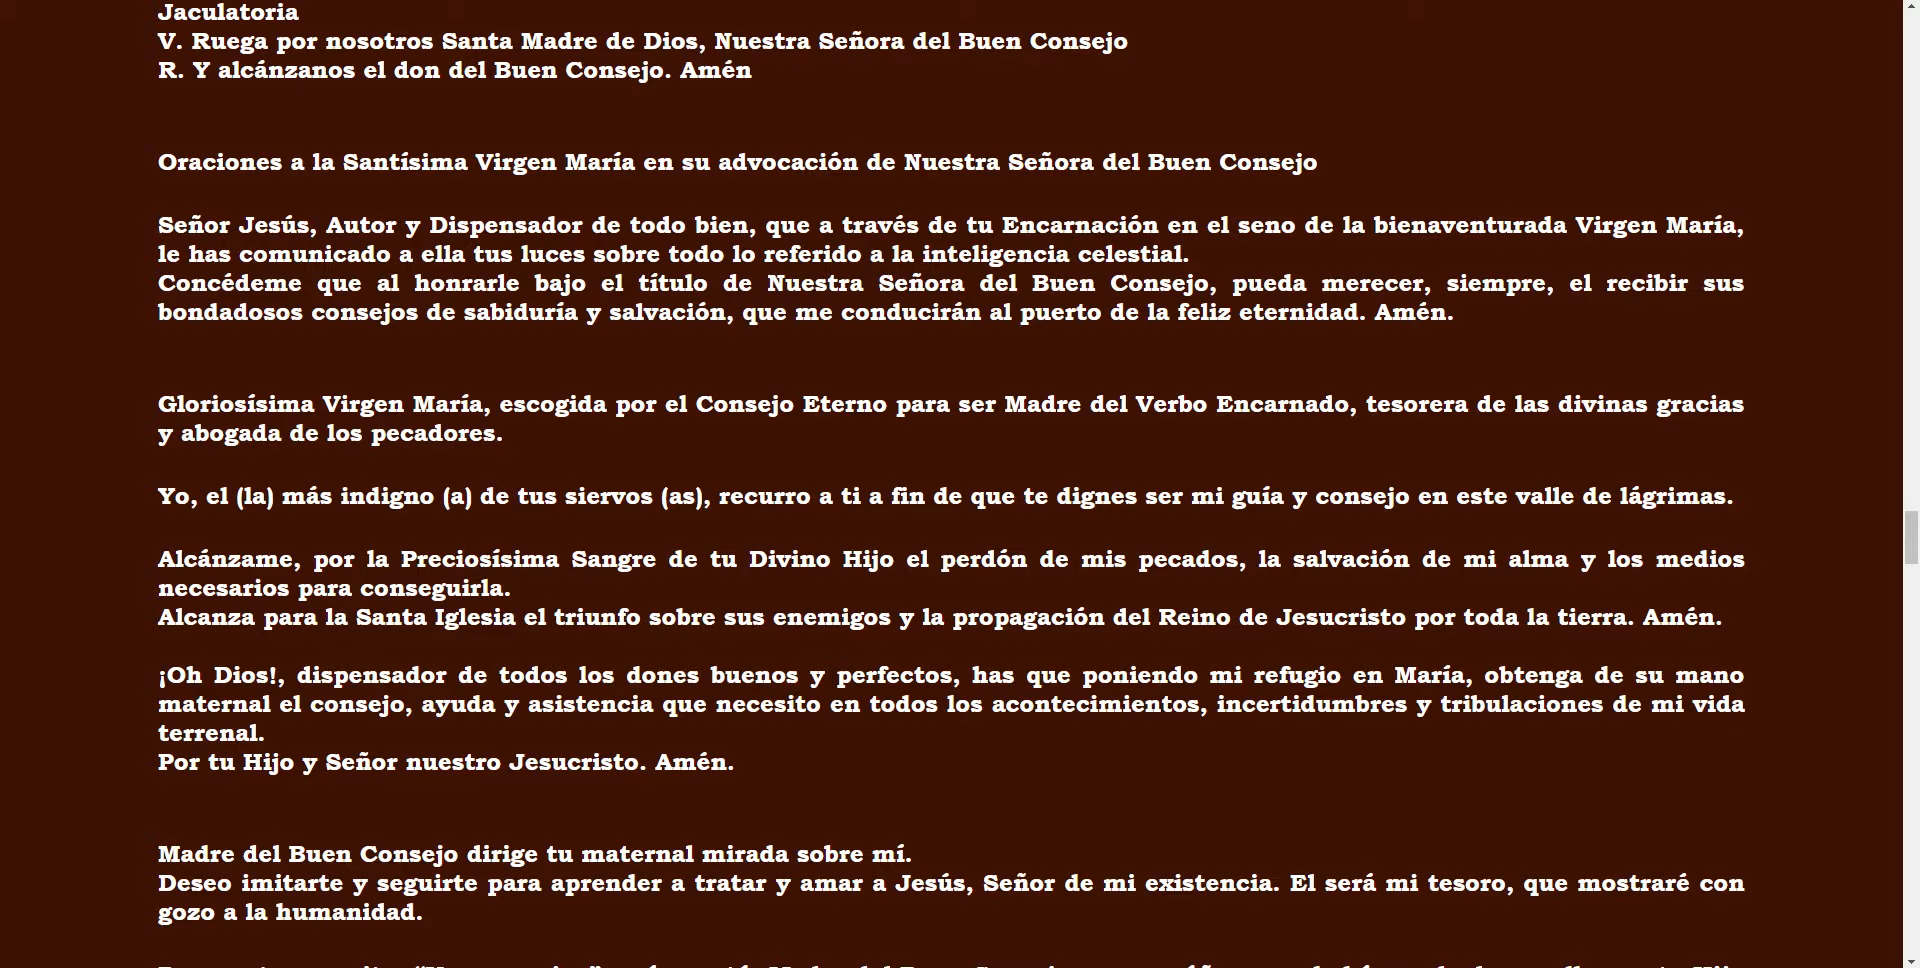 Jaculatoria
V. Ruega por nosotros Santa Madre de Dios, Nuestra Señora del Buen Consejo
R. Y alcánzanos el don del Buen Consejo. Amén
Oraciones a la Santísima Virgen María en su advocación de Nuestra Señora del Buen Consejo
Señor Jesús, Autor y Dispensador de todo bien, que a través de tu Encarnación en el seno de la bienaventurada Virgen María,
le has comunicado a ella tus luces sobre todo lo referido a la inteligencia celestial.
Concédeme que al honrarle bajo el título de Nuestra Señora del Buen Consejo, pueda merecer, siempre, el recibir sus
bondadosos consejos de sabiduría y salvación, que me conducirán al puerto de la feliz eternidad. Amén.
Gloriosísima Virgen María, escogida por el Consejo Eterno para ser Madre del Verbo Encarnado, tesorera de las divinas gracias
y abogada de los pecadores.
Yo, el (la) más indigno (a) de tus siervos (as), recurro a ti a fin de que te dignes ser mi guía y consejo en este valle de lágrimas.
Alcánzame, por la Preciosísima Sangre de tu Divino Hijo el perdón de mis pecados, la salvación de mi alma y los medios
necesarios para conseguirla.
Alcanza para la Santa Iglesia el triunfo sobre sus enemigos y la propagación del Reino de Jesucristo por toda la tierra. Amén.
¡Oh Dios!, dispensador de todos los dones buenos y perfectos, has que poniendo mi refugio en María, obtenga de su mano
maternal el consejo, ayuda y asistencia que necesito en todos los acontecimientos, incertidumbres y tribulaciones de mi vida
terrenal.
Por tu Hijo y Señor nuestro Jesucristo. Amén.
Madre del Buen Consejo dirige tu maternal mirada sobre mí.
Deseo imitarte y seguirte para aprender a tratar y amar a Jesús, Señor de mi existencia. El será mi tesoro, que mostraré con
gozo a la humanidad.